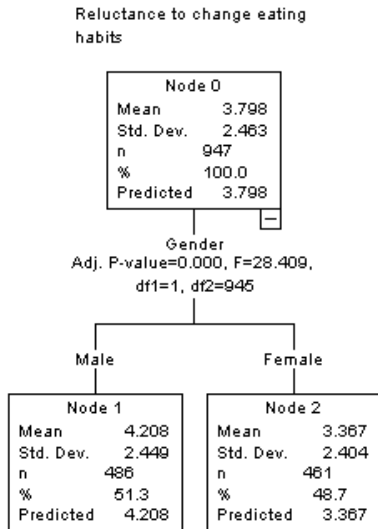 Reluctance to change eating
habits
Node 0
Mean 3.798
Std. Dev. 2.463
n 947
% 100.0
Predicted 3.798
Gender
Adj. P-value=0.000, F=28.409,
df1=1, df2=945
Male
Female
Node 1
Mean 4.208
Std. Dev. 2.449
n 486
% 51.3
Predicted 4.208
Node 2
Mean 3.367
Std. Dev. 2.404
n 461
% 48.7
Predicted 3.367